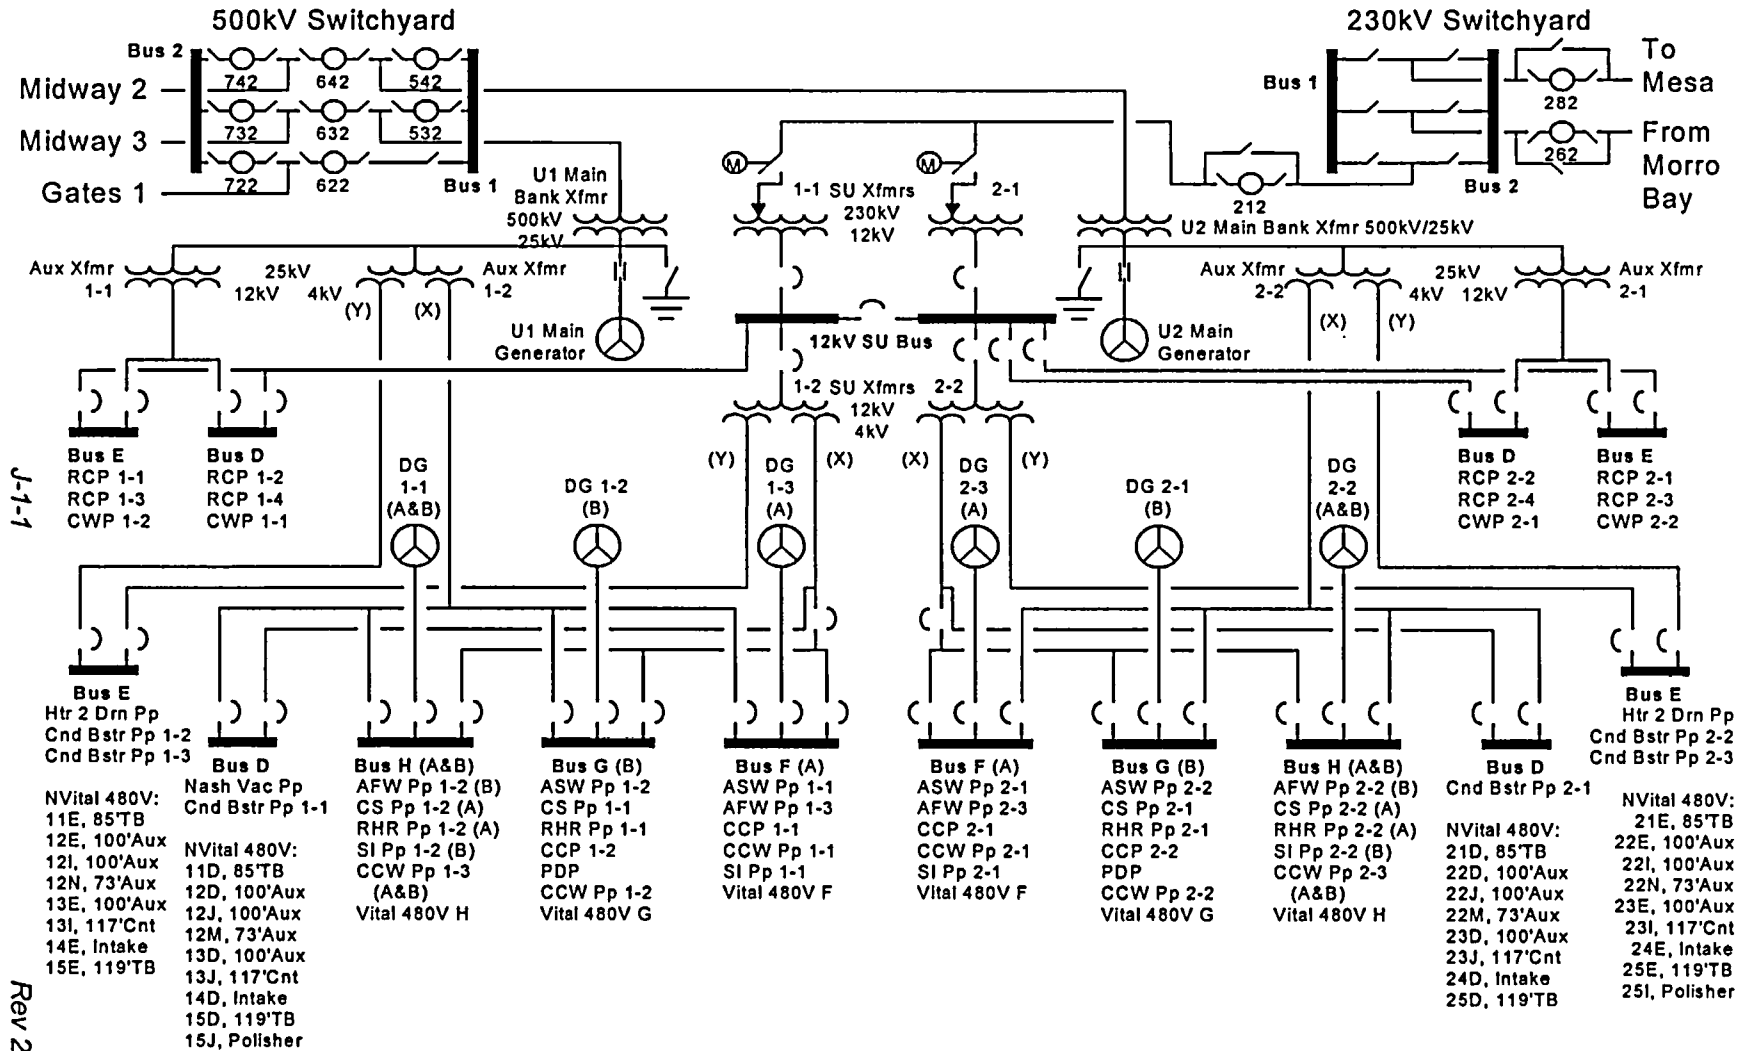 500kV Switchyard
230kV Switchyard
Bus 2
742
642
542
Midway 2
732
632
532
Midway 3
722
622
Bus 1
Gates 1
Bus 1
To
Mesa
282
From
Morro
Bay
262
Bus 2
212
M
M
U1 Main
Bank Xfmr
500kV
25kV
1-1 SU Xfmrs
230kV
12kV
2-1
U2 Main Bank Xfmr 500kV/25kV
Aux Xfmr
1-1
25kV
12kV
4kV
(Y)
(X)
Aux Xfmr
1-2
U1 Main
Generator
12kV SU Bus
U2 Main
Generator
Aux Xfmr
2-2
(X)
(Y)
25kV
4kV
12kV
Aux Xfmr
2-1
1-2 SU Xfmrs
12kV
4kV
2-2
(Y)
(X)
(X)
(Y)
Bus E
RCP 1-1
RCP 1-3
CWP 1-2
Bus D
RCP 1-2
RCP 1-4
CWP 1-1
DG
1-1
(A&B)
DG 1-2
(B)
DG
1-3
(A)
DG
2-3
(A)
DG 2-1
(B)
DG
2-2
(A&B)
Bus D
RCP 2-2
RCP 2-4
CWP 2-1
Bus E
RCP 2-1
RCP 2-3
CWP 2-2
J-1-1
Bus E
Htr 2 Drn Pp
Cnd Bstr Pp 1-2
Cnd Bstr Pp 1-3
NVital 480V:
11E, 85'TB
12E, 100'Aux
12I, 100'Aux
12N, 73'Aux
13E, 100'Aux
13I, 117'Cnt
14E, Intake
15E, 119'TB
Bus D
Nash Vac Pp
Cnd Bstr Pp 1-1
NVital 480V:
11D, 85'TB
12D, 100'Aux
12J, 100'Aux
12M, 73'Aux
13D, 100'Aux
13J, 117'Cnt
14D, Intake
15D, 119'TB
15J, Polisher
Bus H (A&B)
AFW Pp 1-2 (B)
CS Pp 1-2 (A)
RHR Pp 1-2 (A)
SI Pp 1-2 (B)
CCW Pp 1-3
(A&B)
Vital 480V H
Bus G (B)
ASW Pp 1-2
CS Pp 1-1
RHR Pp 1-1
CCP 1-2
PDP
CCW Pp 1-2
Vital 480V G
Bus F (A)
ASW Pp 1-1
AFW Pp 1-3
CCP 1-1
CCW Pp 1-1
SI Pp 1-1
Vital 480V F
Bus F (A)
ASW Pp 2-1
AFW Pp 2-3
CCP 2-1
CCW Pp 2-1
SI Pp 2-1
Vital 480V F
Bus G (B)
ASW Pp 2-2
CS Pp 2-1
RHR Pp 2-1
CCP 2-2
PDP
CCW Pp 2-2
Vital 480V G
Bus H (A&B)
AFW Pp 2-2 (B)
CS Pp 2-2 (A)
RHR Pp 2-2 (A)
SI Pp 2-2 (B)
CCW Pp 2-3
(A&B)
Vital 480V H
Bus D
Cnd Bstr Pp 2-1
NVital 480V:
21D, 85'TB
22D, 100'Aux
22J, 100'Aux
22M, 73'Aux
23D, 100'Aux
23J, 117'Cnt
24D, Intake
25D, 119'TB
Bus E
Htr 2 Drn Pp
Cnd Bstr Pp 2-2
Cnd Bstr Pp 2-3
NVital 480V:
21E, 85'TB
22E, 100'Aux
22I, 100'Aux
22N, 73'Aux
23E, 100'Aux
23I, 117'Cnt
24E, Intake
25E, 119'TB
25I, Polisher
Rev 2